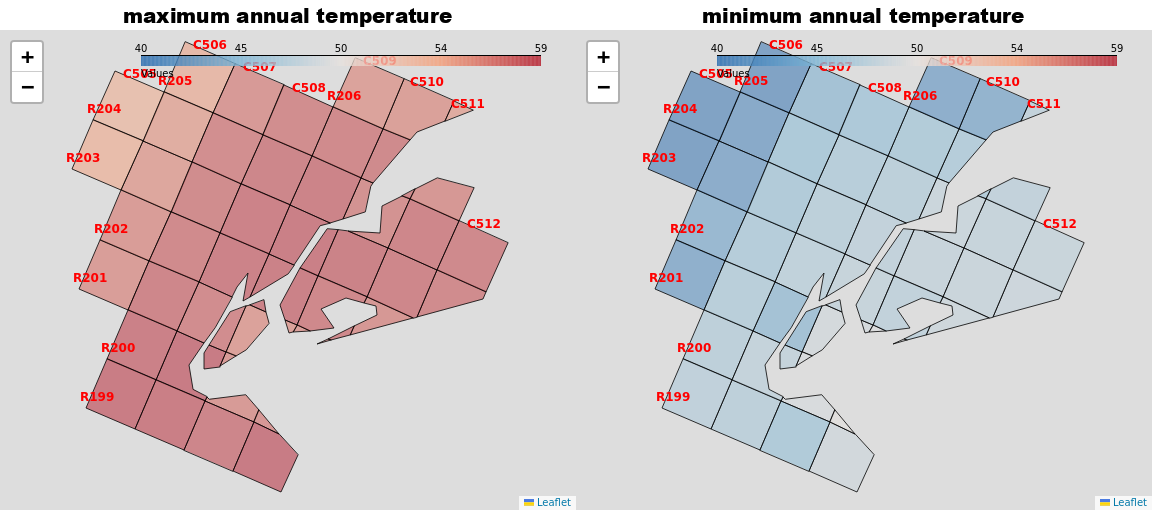 maximum annual temperature
minimum annual temperature
+
−
40 45 50 54 59
Values
C505
C506
C507
C508
C509
C510
C511
C512
R206
R205
R204
R203
R202
R201
R200
R199
Leaflet
+
−
40 45 50 54 59
Values
C505
C506
C507
C508
C509
C510
C511
C512
R206
R205
R204
R203
R202
R201
R200
R199
Leaflet